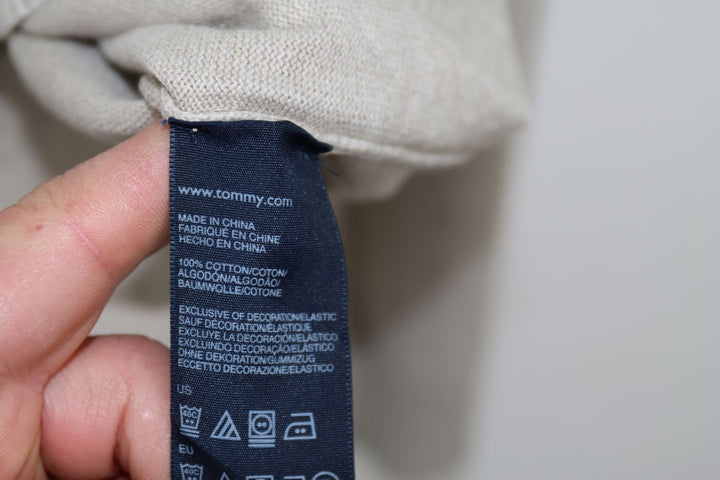 www.tommy.com
MADE IN CHINA
FABRIQUÉ EN CHINE
HECHO EN CHINA
100% COTTON/COTON/
ALGODÓN/ALGODÃO/
BAUMWOLLE/COTONE
EXCLUSIVE OF DECORATION/ELASTIC
SAUF DÉCORATION/ÉLASTIQUE
EXCLUYE LA DECORACIÓN/ELÁSTICO
EXCLUINDO DECORAÇÃO/ELÁSTICO
OHNE DEKORATION/GUMMIZUG
ECCETTO DECORAZIONE/ELASTICO
US
40C
EU
40C